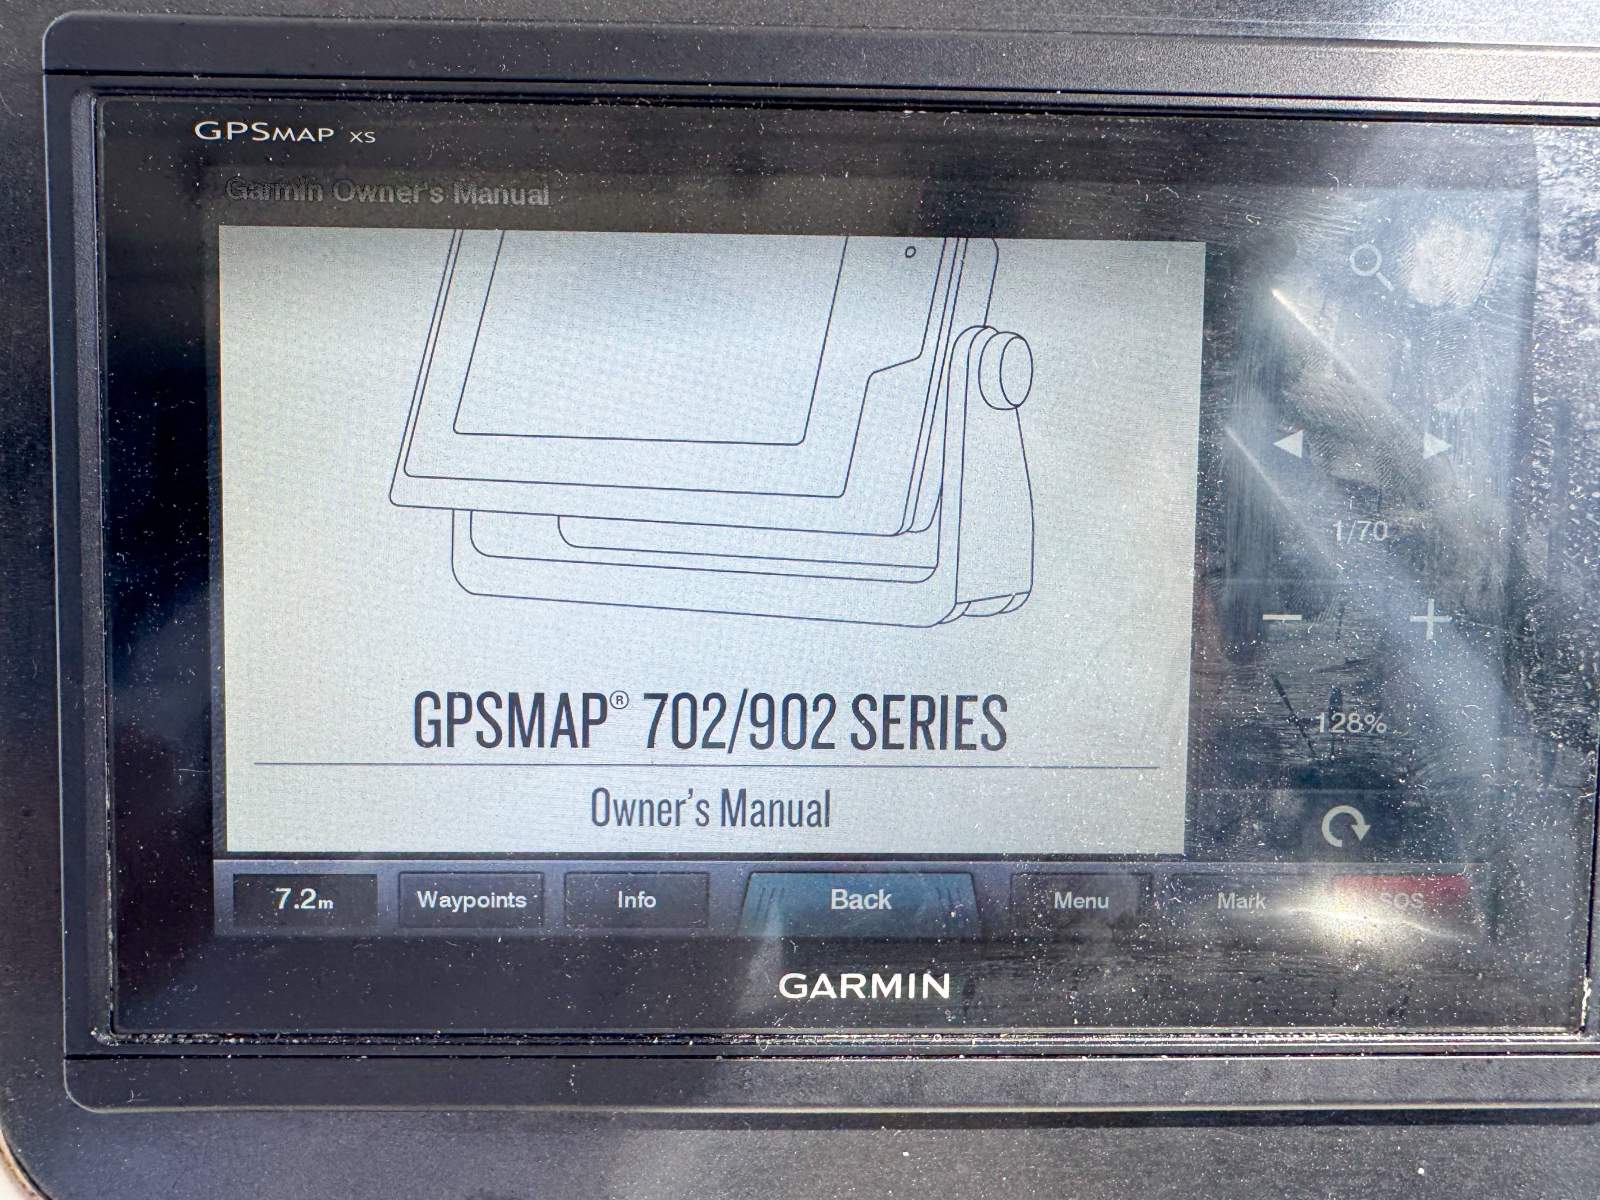 GPSMAP XS
Garmin Owner's Manual
1/70
128%
GPSMAP® 702/902 SERIES
Owner's Manual
7.2m
Waypoints
Info
Back
Menu
Mark
SOS
GARMIN